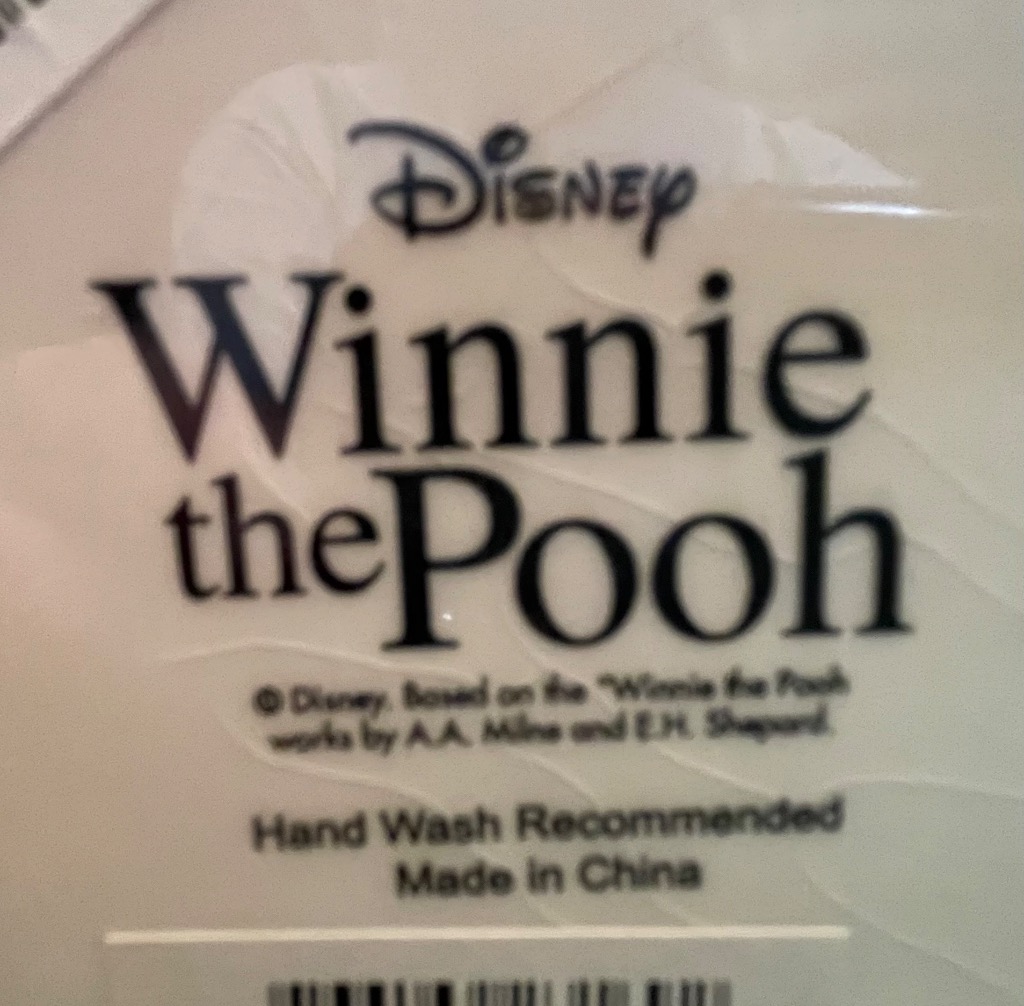 Disney
Winnie
the Pooh
© Disney. Based on the "Winnie the Pooh
works by A.A. Milne and E.H. Shepard.
Hand Wash Recommended
Made in China